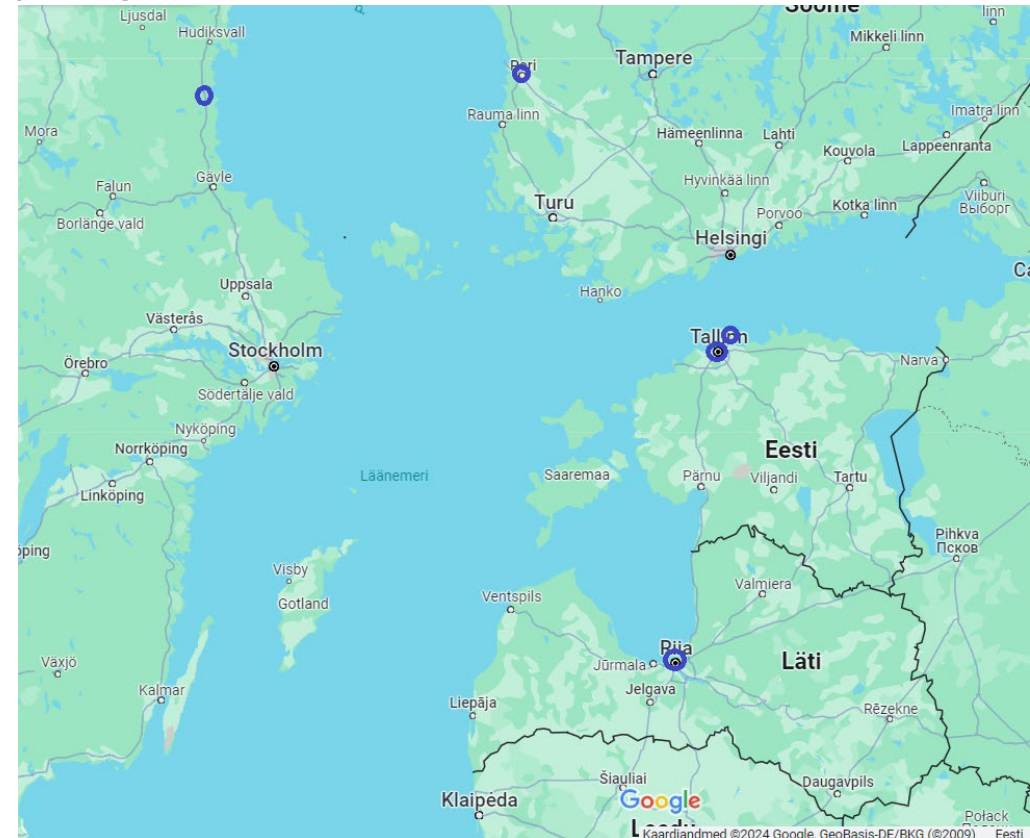 Ljusdal
Hudiksvall
Soome
linn
Mikkeli linn
Tampere
Pori
Rauma linn
Imatra linn
Mora
Hämeenlinna
Lahti
Kouvola
Lappeenranta
Falun
Gävle
Hyvinkää linn
Viiburi
Выборг
Borlänge vald
Turu
Porvoo
Kotka linn
Helsingi
Uppsala
Hanko
Västerås
Tallinn
Stockholm
Örebro
Narva
Södertälje vald
Nyköping
Norrköping
Eesti
Läänemeri
Saaremaa
Pärnu
Viljandi
Tartu
Linköping
Pihkva
Псков
öping
Visby
Valmiera
Ventspils
Gotland
Riia
Jūrmala
Läti
Växjö
Kalmar
Jelgava
Liepāja
Rēzekne
Šiauliai
Daugavpils
Klaipėda
Google
Połack
Kaardiandmed ©2024 Google, GeoBasis-DE/BKG (©2009)
Eesti